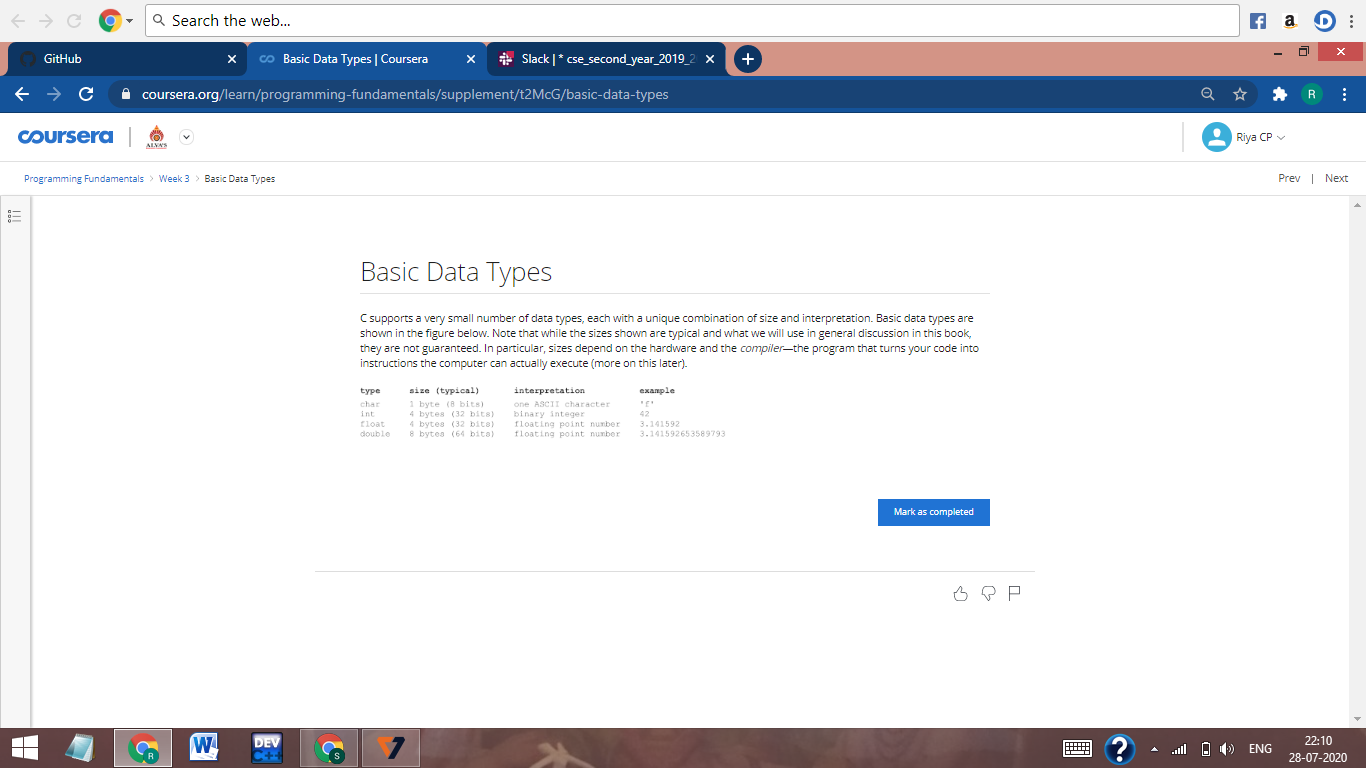 Search the web...
GitHub
Basic Data Types | Coursera
Slack | * cse_second_year_2019_2
coursera.org/learn/programming-fundamentals/supplement/t2McG/basic-data-types
R
coursera
ALVA'S
Riya CP
Programming Fundamentals > Week 3 > Basic Data Types
Prev | Next
Basic Data Types
C supports a very small number of data types, each with a unique combination of size and interpretation. Basic data types are
shown in the figure below. Note that while the sizes shown are typical and what we will use in general discussion in this book,
they are not guaranteed. In particular, sizes depend on the hardware and the compiler—the program that turns your code into
instructions the computer can actually execute (more on this later).
type size (typical) interpretation example
char 1 byte (8 bits) one ASCII character 'f'
int 4 bytes (32 bits) binary integer 42
float 4 bytes (32 bits) floating point number 3.141592
double 8 bytes (64 bits) floating point number 3.141592653589793
Mark as completed
R
W
DEV
C++
S
ENG
22:10
28-07-2020